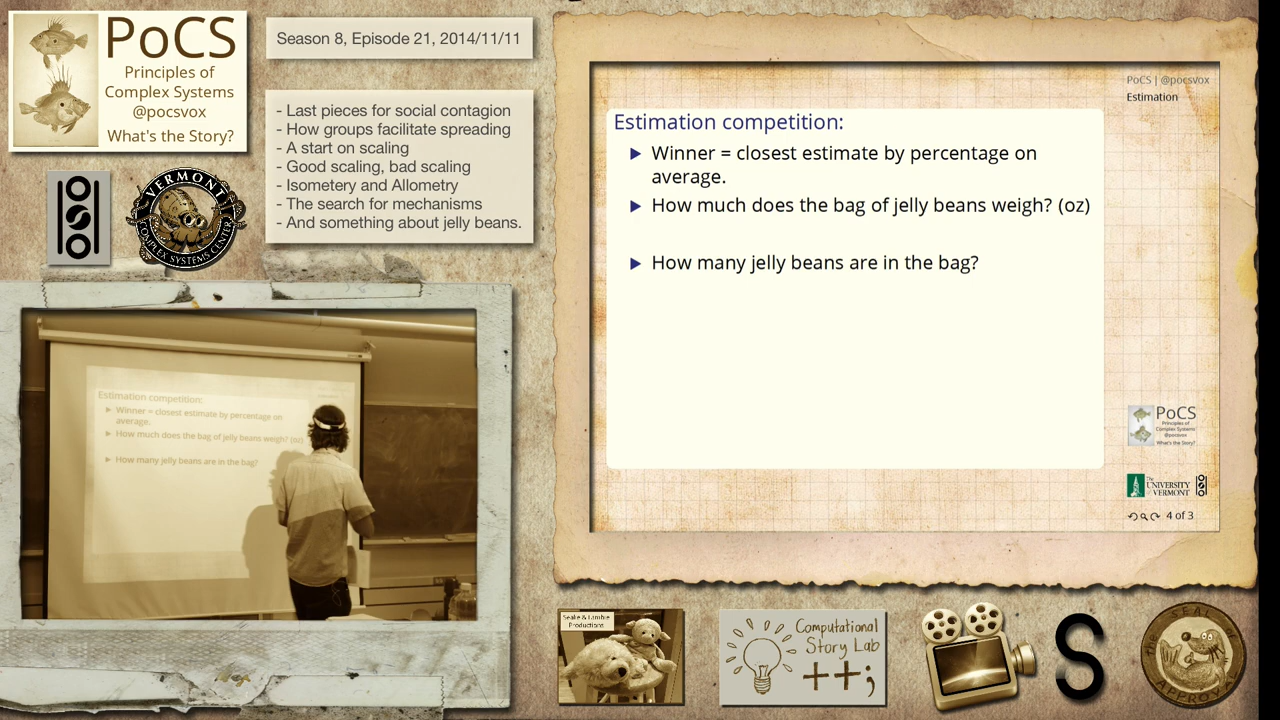 PoCS
Principles of
Complex Systems
@pocsvox
What's the Story?
Season 8, Episode 21, 2014/11/11
- Last pieces for social contagion
- How groups facilitate spreading
- A start on scaling
- Good scaling, bad scaling
- Isometery and Allometry
- The search for mechanisms
- And something about jelly beans.
VERMONT
COMPLEX SYSTEMS CENTER
Estimation competition:
▶ Winner = closest estimate by percentage on
average.
▶ How much does the bag of jelly beans weigh? (oz)
▶ How many jelly beans are in the bag?
PoCS | @pocsvox
Estimation
Estimation competition:
▶ Winner = closest estimate by percentage on
average.
▶ How much does the bag of jelly beans weigh? (oz)
▶ How many jelly beans are in the bag?
PoCS
Principles of
Complex Systems
@pocsvox
What's the Story?
The
UNIVERSITY
of VERMONT
4 of 3
Seake & Lambie
Productions
Computational
Story Lab
++;
S
the SEAL of
APPROVAL